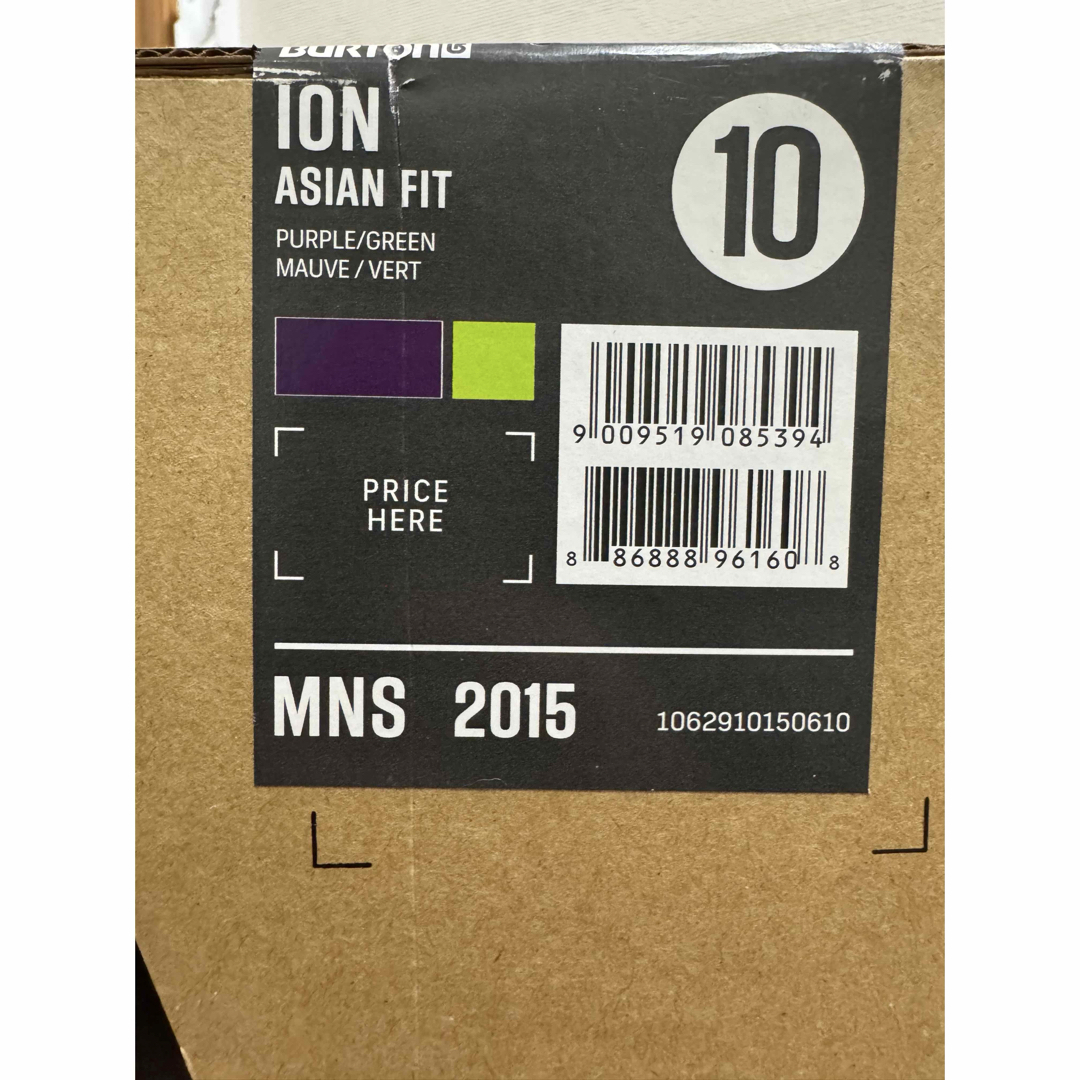 BURTON
ION
10
ASIAN FIT
PURPLE/GREEN
MAUVE / VERT
9 009519 085394
PRICE
HERE
8 86888 96160 8
MNS 2015
1062910150610